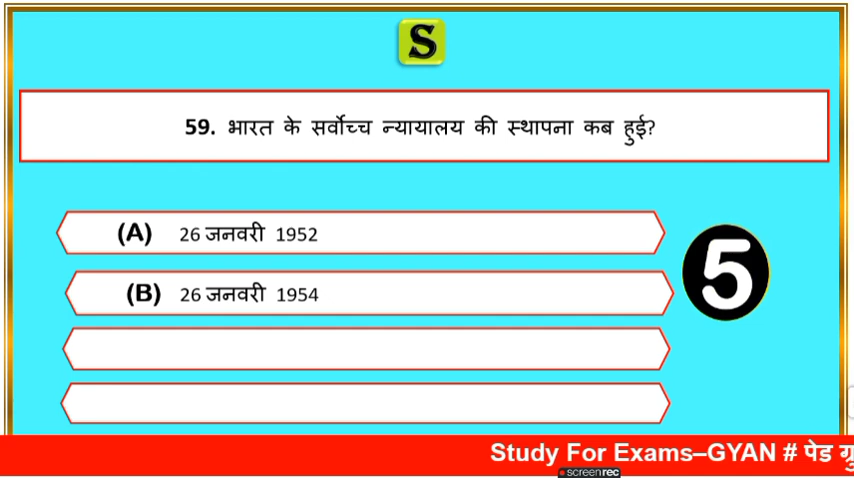 S
59. भारत के सर्वोच्च न्यायालय की स्थापना कब हुई?
(A) 26 जनवरी 1952
(B) 26 जनवरी 1954
5
Study For Exams–GYAN # पेड
screenrec